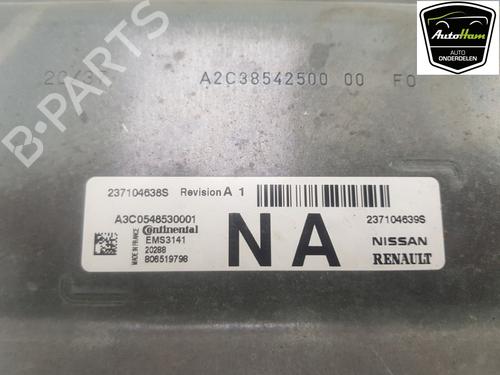 AutoHam
AUTO
ONDERDELEN
A2C38542500 00 F0
237104638S Revision A 1
A3C0548530001
Continental
EMS3141
20288
806519798
MADE IN FRANCE
NA
237104639S
NISSAN
RENAULT
B-PARTS